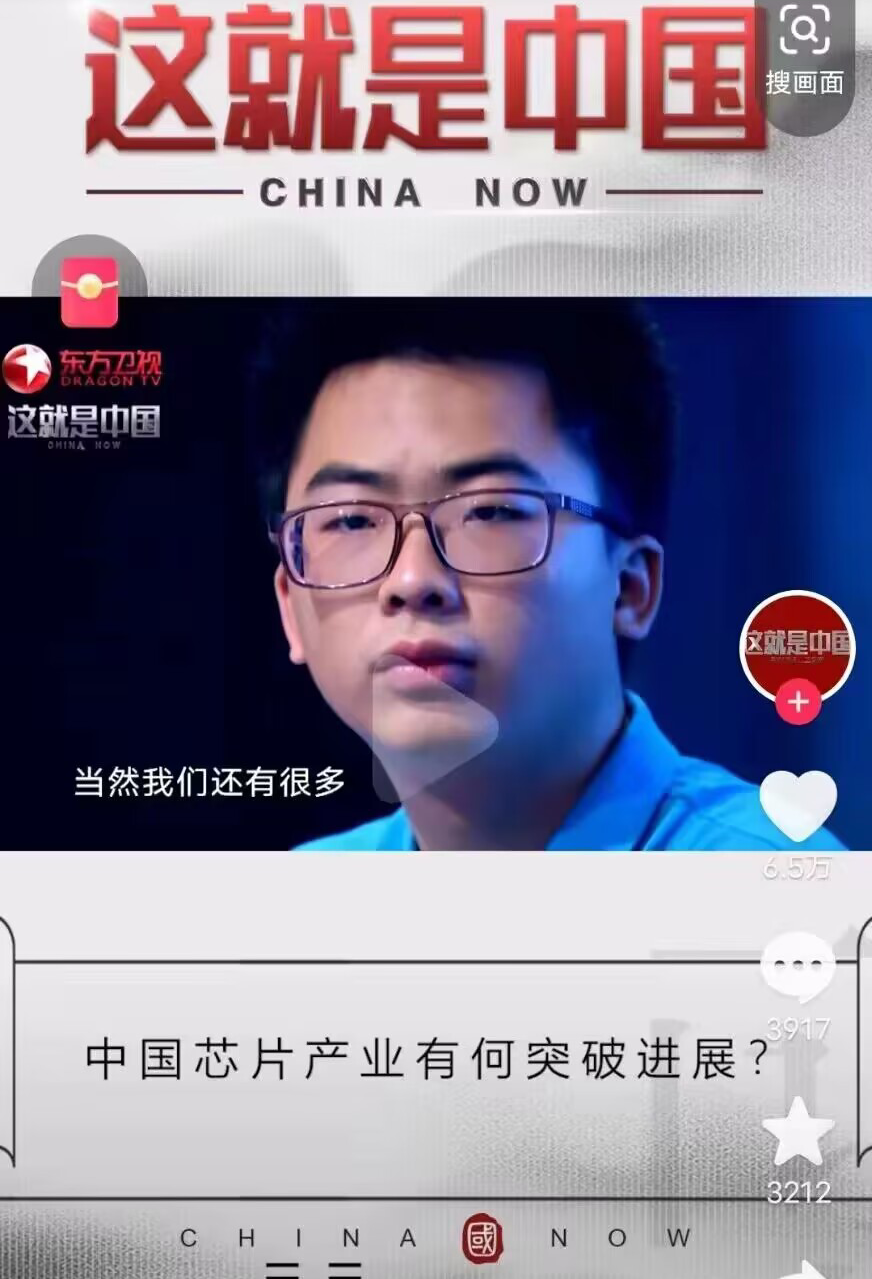 这就是中国
搜画面
CHINA NOW
东方卫视
DRAGON TV
这就是中国
CHINA NOW
这就是中国
当然我们还有很多
6.5万
3917
中国芯片产业有何突破进展？
3212
CHINA 國 NOW